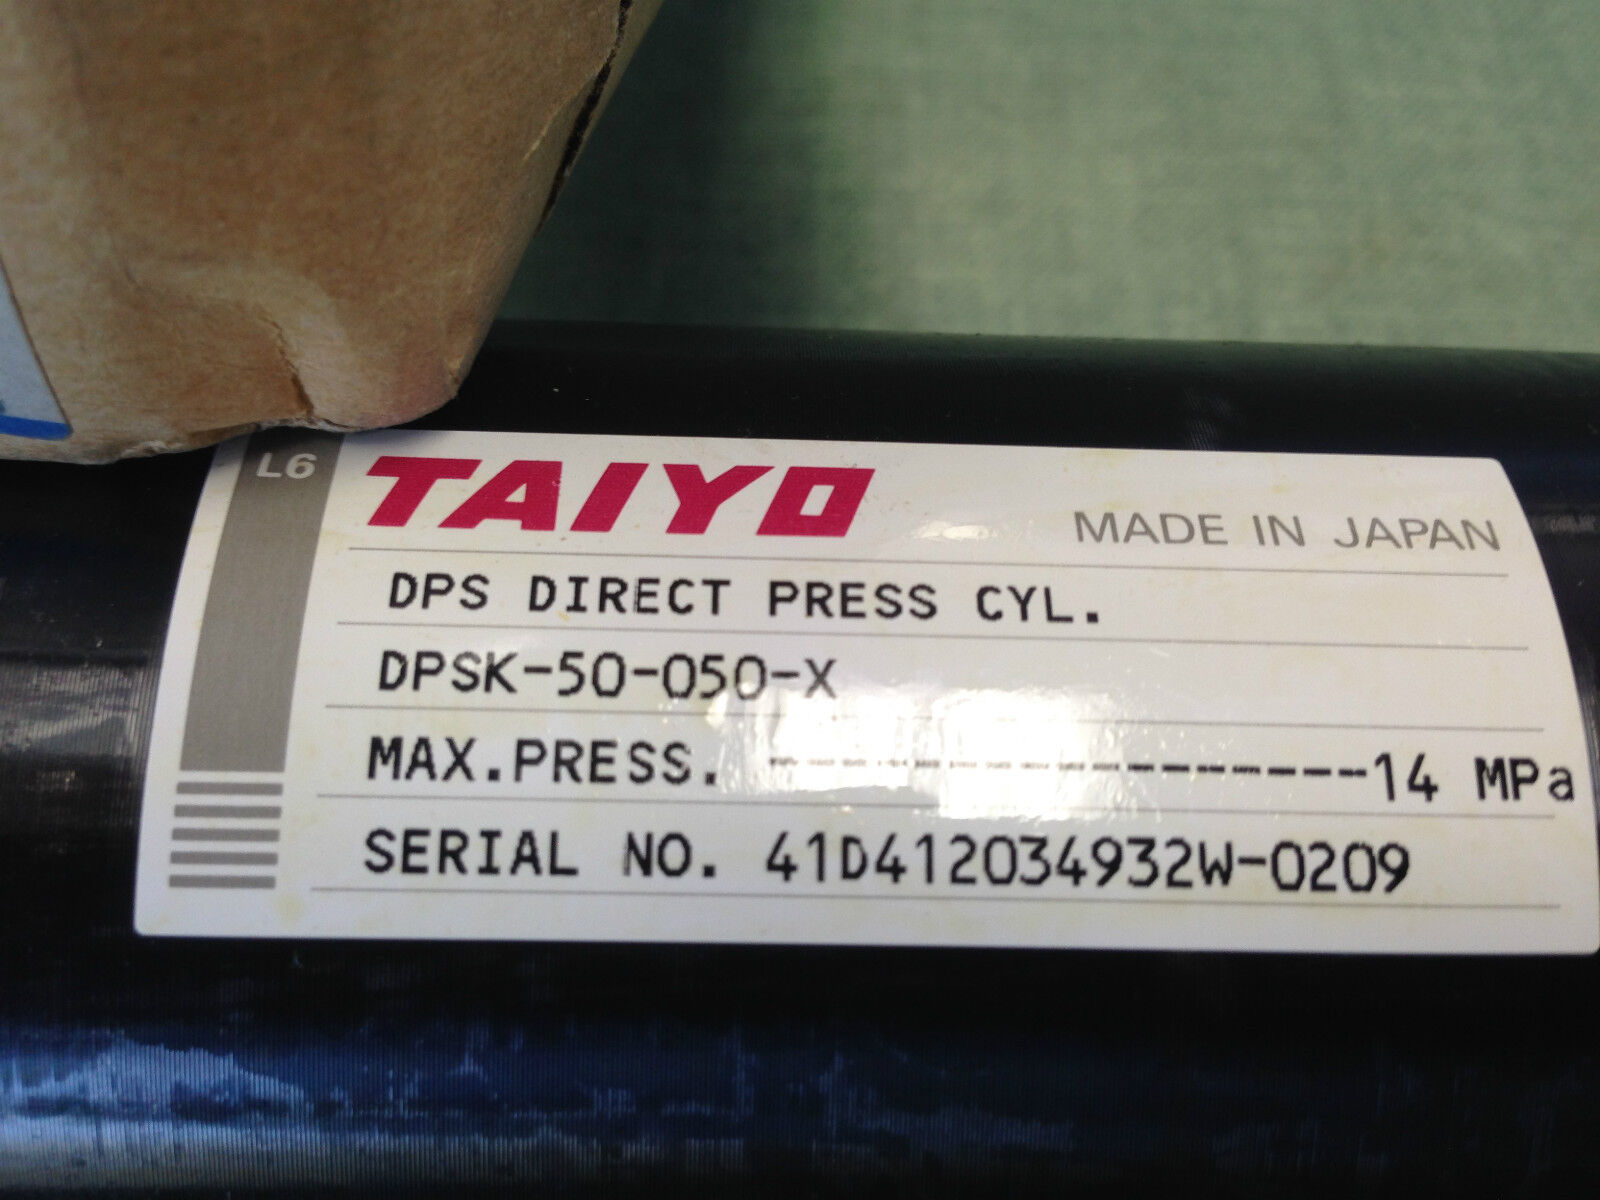 L6
TAIYO MADE IN JAPAN
DPS DIRECT PRESS CYL.
DPSK-50-050-X
MAX.PRESS. --------------------14 MPa
SERIAL NO. 41D412034932W-0209